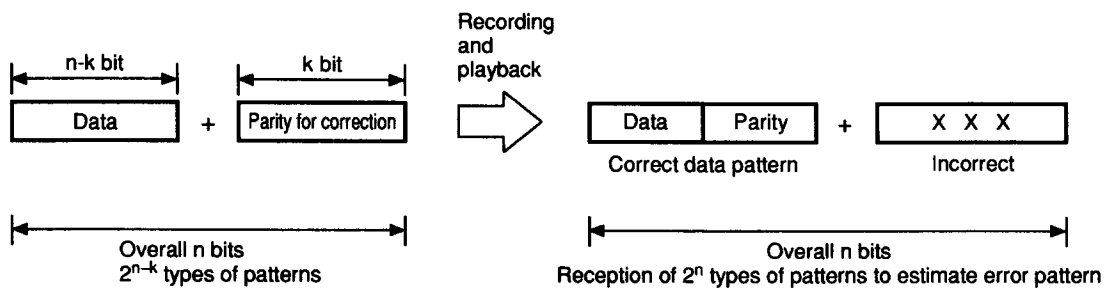 n-k bit
k bit
Data
+
Parity for correction
Overall n bits
2ⁿ⁻ᵏ types of patterns
Recording
and
playback
Data
Parity
+
X X X
Correct data pattern
Incorrect
Overall n bits
Reception of 2ⁿ types of patterns to estimate error pattern